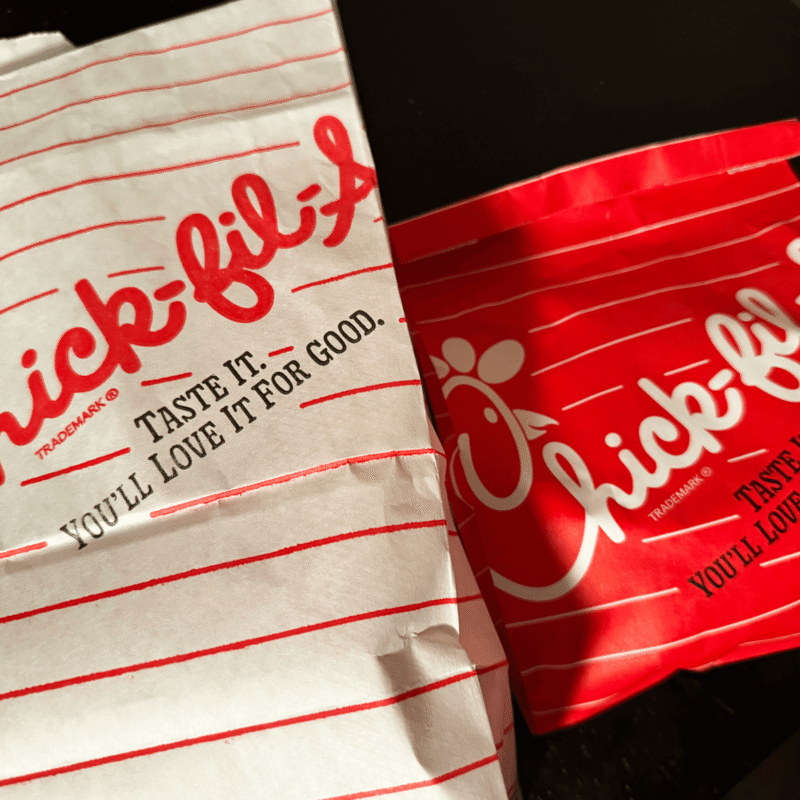 hick-fil-A
TRADEMARK ®
TASTE IT.
YOU'LL LOVE IT FOR GOOD.
Chick-fil
TRADEMARK ®
TASTE
YOU'LL LOVE